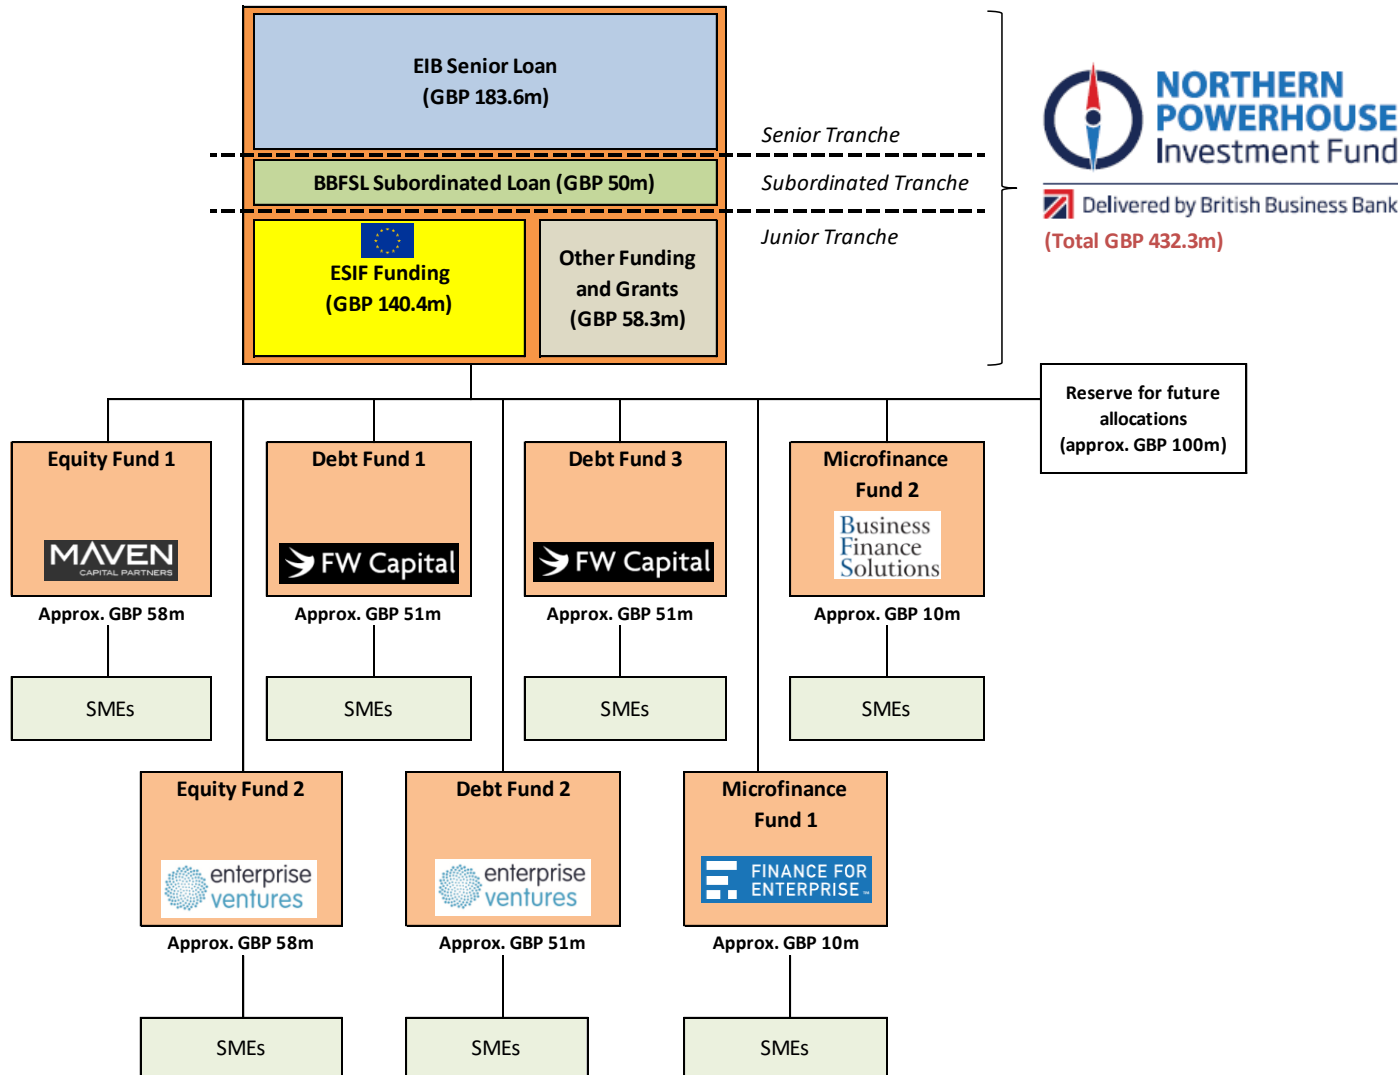 EIB Senior Loan
(GBP 183.6m)
Senior Tranche
BBFSL Subordinated Loan (GBP 50m)
Subordinated Tranche
Junior Tranche
ESIF Funding
(GBP 140.4m)
Other Funding
and Grants
(GBP 58.3m)
NORTHERN
POWERHOUSE
Investment Fund
Delivered by British Business Bank
(Total GBP 432.3m)
Reserve for future
allocations
(approx. GBP 100m)
Equity Fund 1
MAVEN
CAPITAL PARTNERS
Approx. GBP 58m
SMEs
Debt Fund 1
FW Capital
Approx. GBP 51m
SMEs
Debt Fund 3
FW Capital
Approx. GBP 51m
SMEs
Microfinance
Fund 2
Business
Finance
Solutions
Approx. GBP 10m
SMEs
Equity Fund 2
enterprise
ventures
Approx. GBP 58m
SMEs
Debt Fund 2
enterprise
ventures
Approx. GBP 51m
SMEs
Microfinance
Fund 1
FINANCE FOR
ENTERPRISE™
Approx. GBP 10m
SMEs